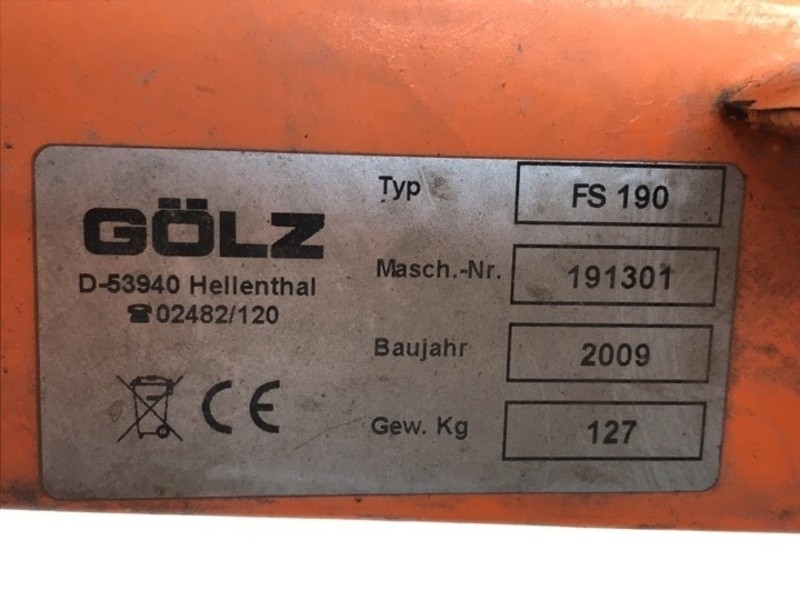 GÖLZ
D-53940 Hellenthal
☎02482/120
CE
Typ FS 190
Masch.-Nr. 191301
Baujahr 2009
Gew. Kg 127